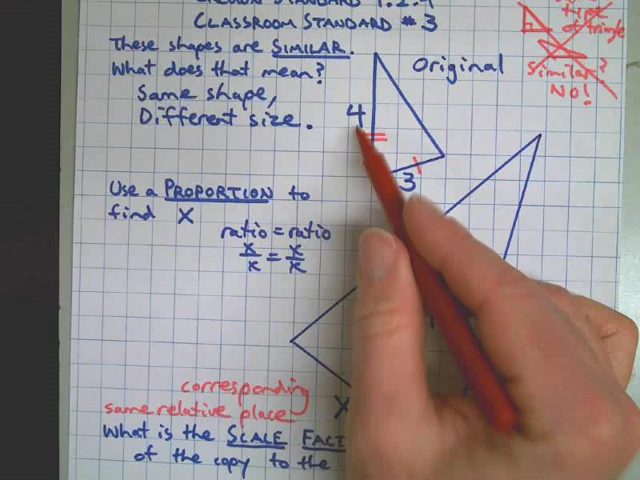 CLASSROOM STANDARD #3
These shapes are SIMILAR.
What does that mean?
Same shape,
Different size.
Original
4
3
of triangle
Similar?
NO!
Use a PROPORTION to
find X
ratio = ratio
x/x = x/x
corresponding
same relative place
X
What is the SCALE FACT
of the copy to the